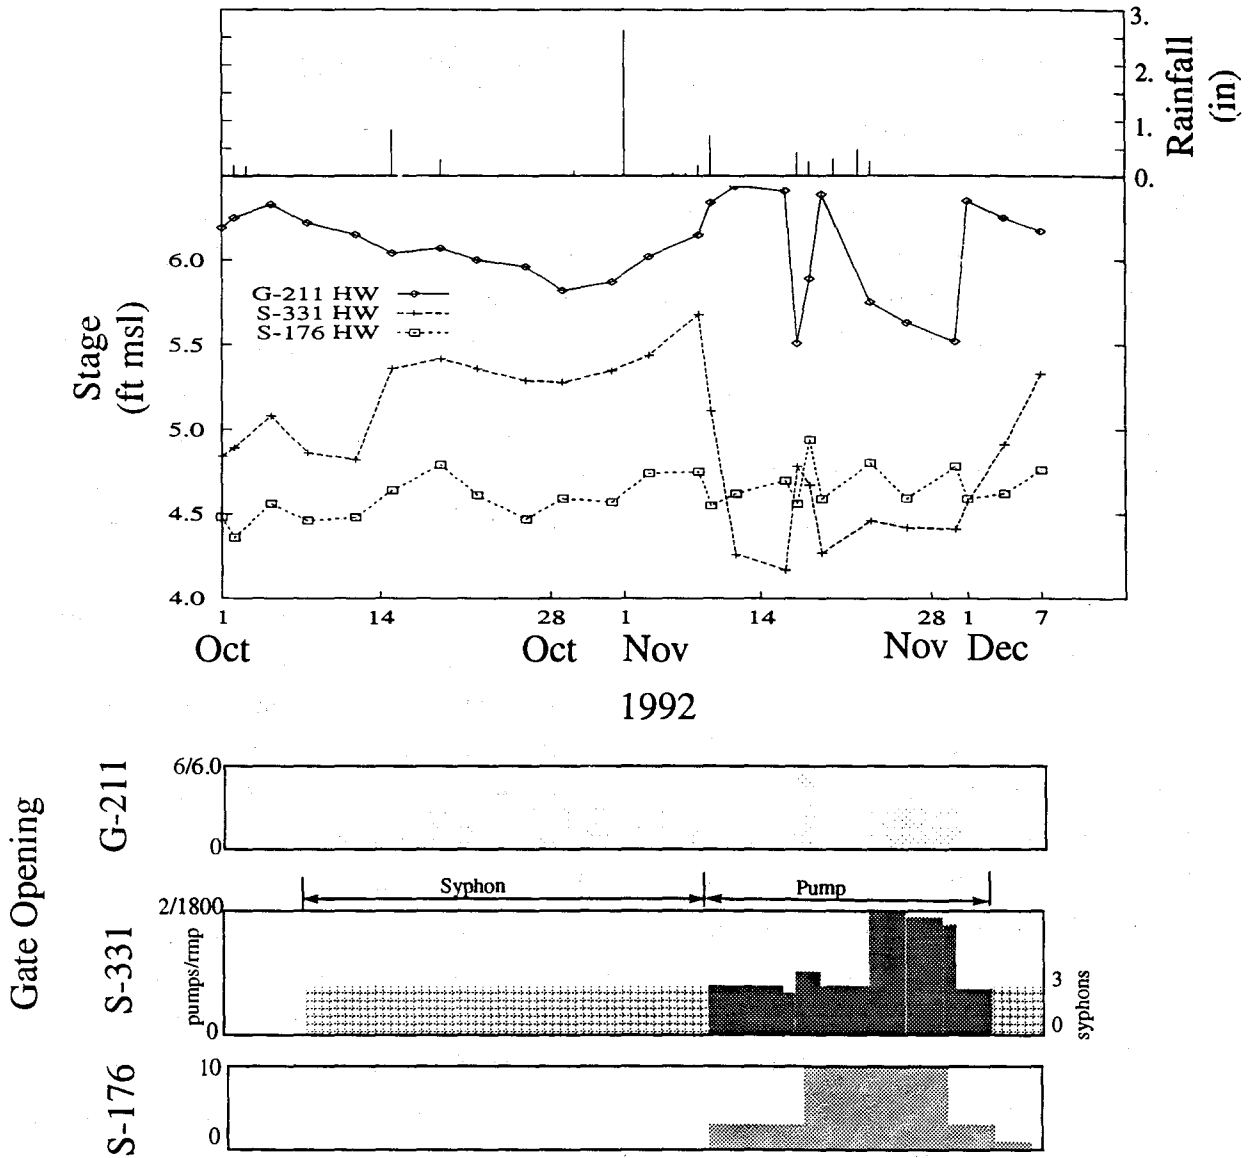 3.
2.
1.
0.
Rainfall
(in)
6.0
5.5
5.0
4.5
4.0
Stage
(ft msl)
G-211 HW
S-331 HW
S-176 HW
1 14 28 1 14 28 1 7
Oct Oct Nov Nov Dec
1992
Gate Opening
G-211
6/6.0
0
Syphon Pump
S-331
2/1800
pumps/rmp
0
3
0
syphons
S-176
10
0